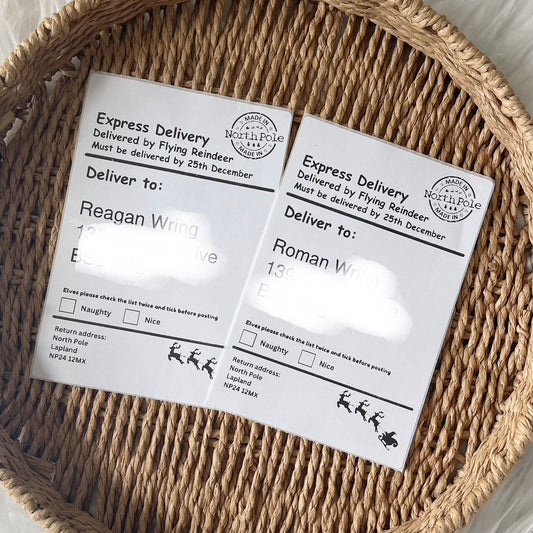 Express Delivery
Delivered by Flying Reindeer
Must be delivered by 25th December
MADE IN
North Pole
MADE IN
Deliver to:
Reagan Wring
Elves please check the list twice and tick before posting
Naughty Nice
Return address:
North Pole
Lapland
NP24 12MX
Express Delivery
Delivered by Flying Reindeer
Must be delivered by 25th December
MADE IN
North Pole
MADE IN
Deliver to:
Roman Wring
Elves please check the list twice and tick before posting
Naughty Nice
Return address:
North Pole
Lapland
NP24 12MX